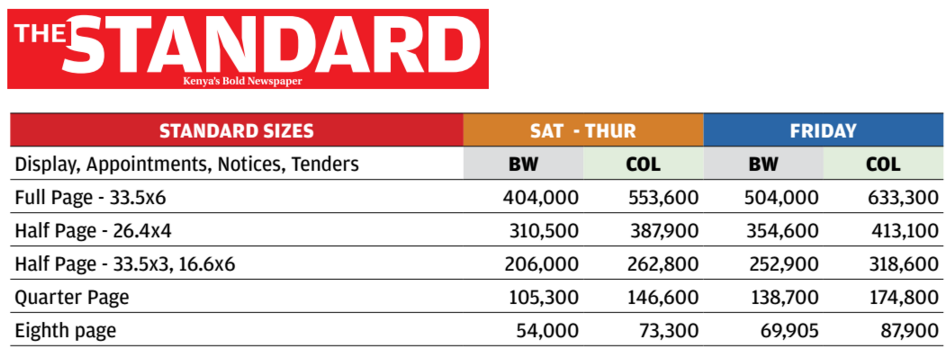 THE STANDARD
Kenya's Bold Newspaper
STANDARD SIZES SAT - THUR FRIDAY
Display, Appointments, Notices, Tenders BW COL BW COL
Full Page - 33.5x6 404,000 553,600 504,000 633,300
Half Page - 26.4x4 310,500 387,900 354,600 413,100
Half Page - 33.5x3, 16.6x6 206,000 262,800 252,900 318,600
Quarter Page 105,300 146,600 138,700 174,800
Eighth page 54,000 73,300 69,905 87,900